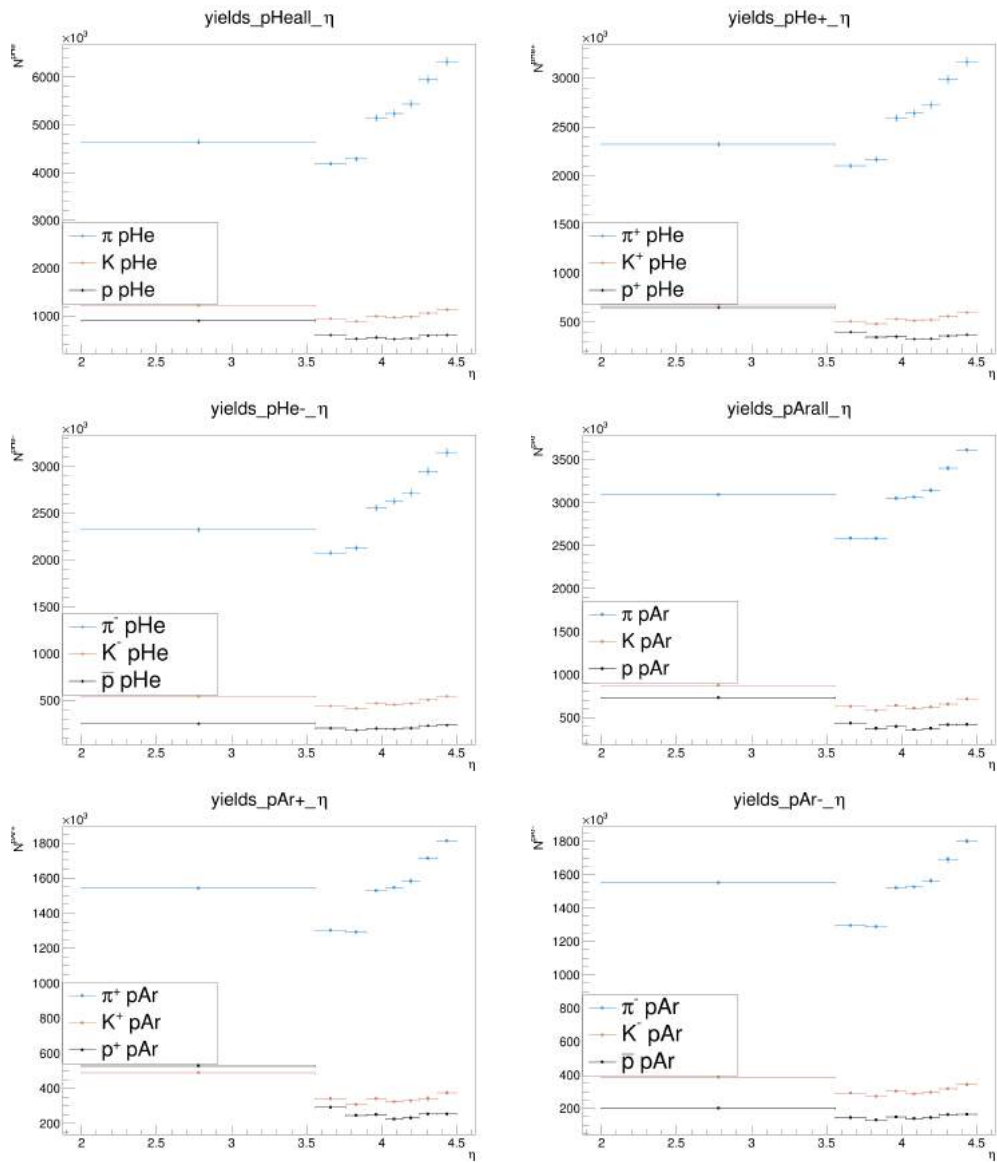 yields_pHeall_η
×10³
N^pHe
6000
5000
4000
3000
2000
1000
π pHe
K pHe
p pHe
2 2.5 3 3.5 4 4.5
η
yields_pHe+_η
×10³
N^pHe+
3000
2500
2000
1500
1000
500
π⁺ pHe
K⁺ pHe
p⁺ pHe
2 2.5 3 3.5 4 4.5
η
yields_pHe-_η
×10³
N^pHe-
3000
2500
2000
1500
1000
500
π⁻ pHe
K⁻ pHe
p̅ pHe
2 2.5 3 3.5 4 4.5
η
yields_pArall_η
×10³
N^pAr
3500
3000
2500
2000
1500
1000
500
π pAr
K pAr
p pAr
2 2.5 3 3.5 4 4.5
η
yields_pAr+_η
×10³
N^pAr+
1800
1600
1400
1200
1000
800
600
400
200
π⁺ pAr
K⁺ pAr
p⁺ pAr
2 2.5 3 3.5 4 4.5
η
yields_pAr-_η
×10³
N^pAr-
1800
1600
1400
1200
1000
800
600
400
200
π⁻ pAr
K⁻ pAr
p̅ pAr
2 2.5 3 3.5 4 4.5
η